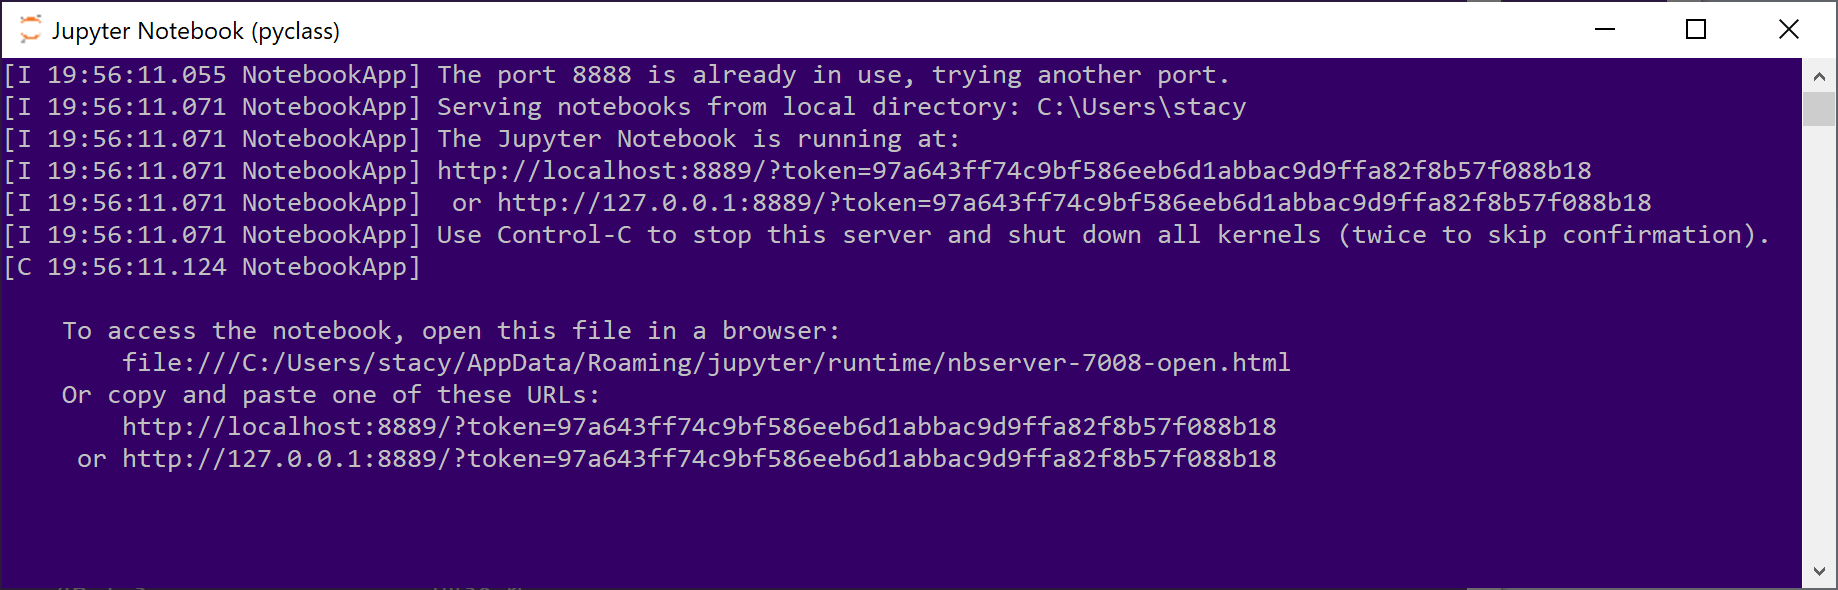 Jupyter Notebook (pyclass)
[I 19:56:11.055 NotebookApp] The port 8888 is already in use, trying another port.
[I 19:56:11.071 NotebookApp] Serving notebooks from local directory: C:\Users\stacy
[I 19:56:11.071 NotebookApp] The Jupyter Notebook is running at:
[I 19:56:11.071 NotebookApp] http://localhost:8889/?token=97a643ff74c9bf586eeb6d1abbac9d9ffa82f8b57f088b18
[I 19:56:11.071 NotebookApp]  or http://127.0.0.1:8889/?token=97a643ff74c9bf586eeb6d1abbac9d9ffa82f8b57f088b18
[I 19:56:11.071 NotebookApp] Use Control-C to stop this server and shut down all kernels (twice to skip confirmation).
[C 19:56:11.124 NotebookApp]
To access the notebook, open this file in a browser:
file:///C:/Users/stacy/AppData/Roaming/jupyter/runtime/nbserver-7008-open.html
Or copy and paste one of these URLs:
http://localhost:8889/?token=97a643ff74c9bf586eeb6d1abbac9d9ffa82f8b57f088b18
or http://127.0.0.1:8889/?token=97a643ff74c9bf586eeb6d1abbac9d9ffa82f8b57f088b18